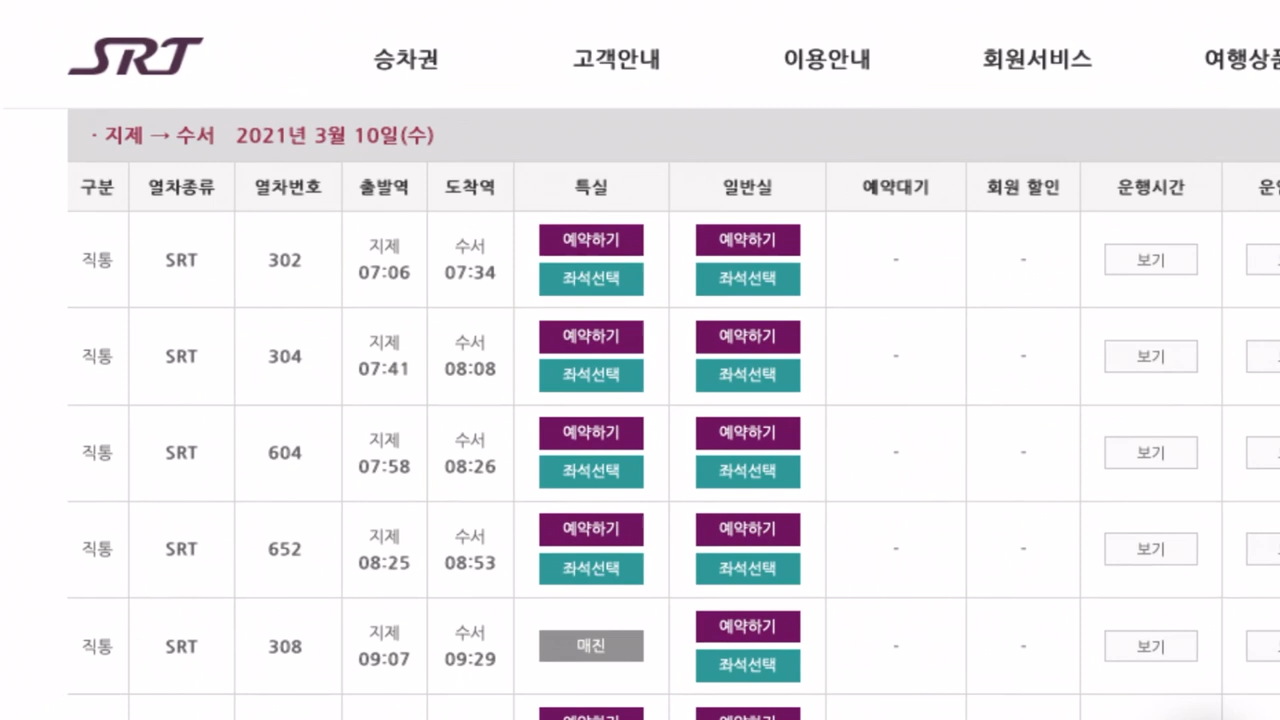 SRT 승차권 고객안내 이용안내 회원서비스
· 지제 → 수서 2021년 3월 10일(수)
구분 열차종류 열차번호 출발역 도착역 특실 일반실 예약대기 회원 할인 운행시간
지제 수서 예약하기 예약하기
직통 SRT 302 - - 보기
07:06 07:34 좌석선택 좌석선택
지제 수서 예약하기 예약하기
직통 SRT 304 - - 보기
07:41 08:08 좌석선택 좌석선택
지제 수서 예약하기 예약하기
직통 SRT 604 - - 보기
07:58 08:26 좌석선택 좌석선택
지제 수서 예약하기 예약하기
직통 SRT 652 - - 보기
08:25 08:53 좌석선택 좌석선택
지제 수서 예약하기
직통 SRT 308 매진 - - 보기
09:07 09:29 좌석선택
예약하기 예약하기